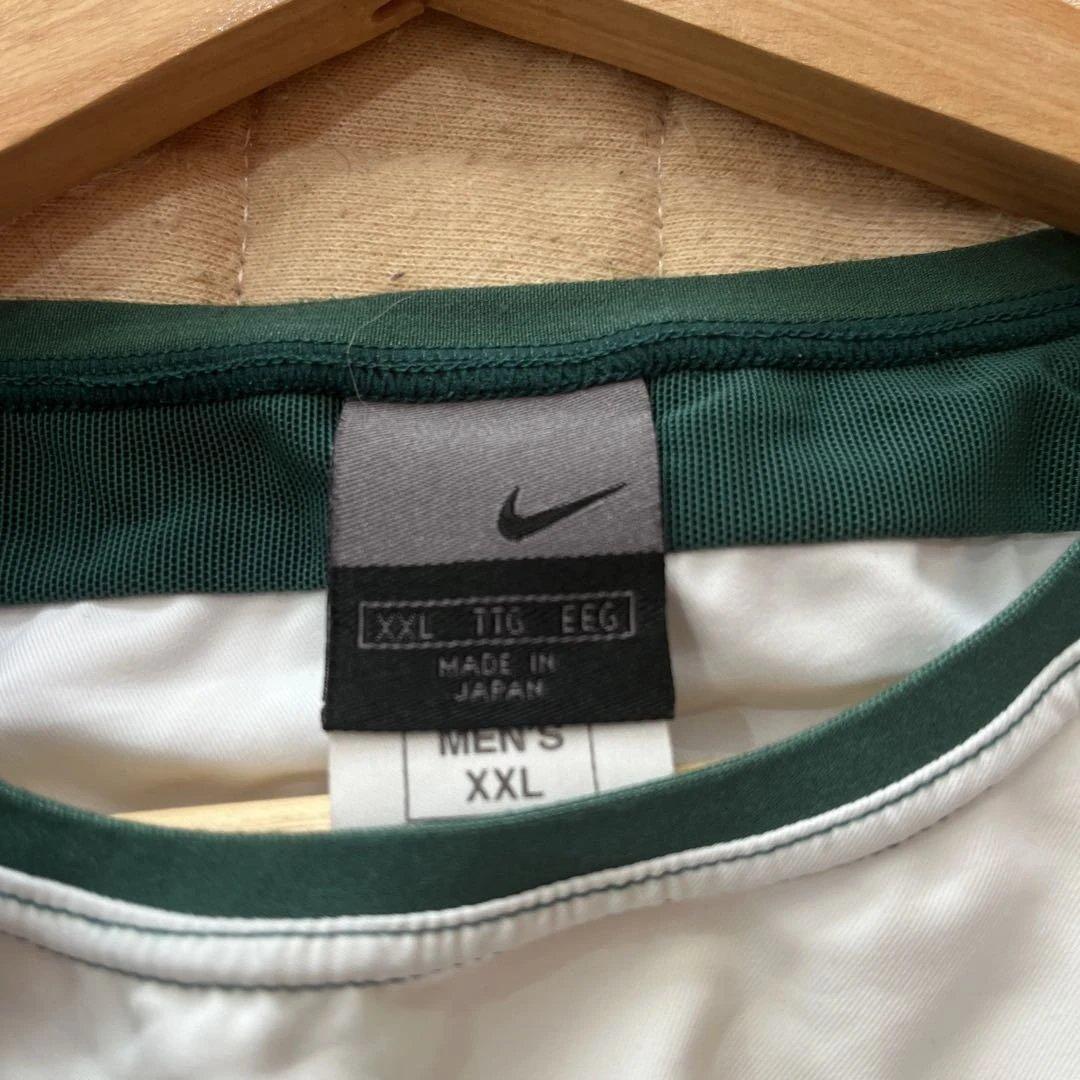 XXL TTG EEG
MADE IN
JAPAN
MEN'S
XXL